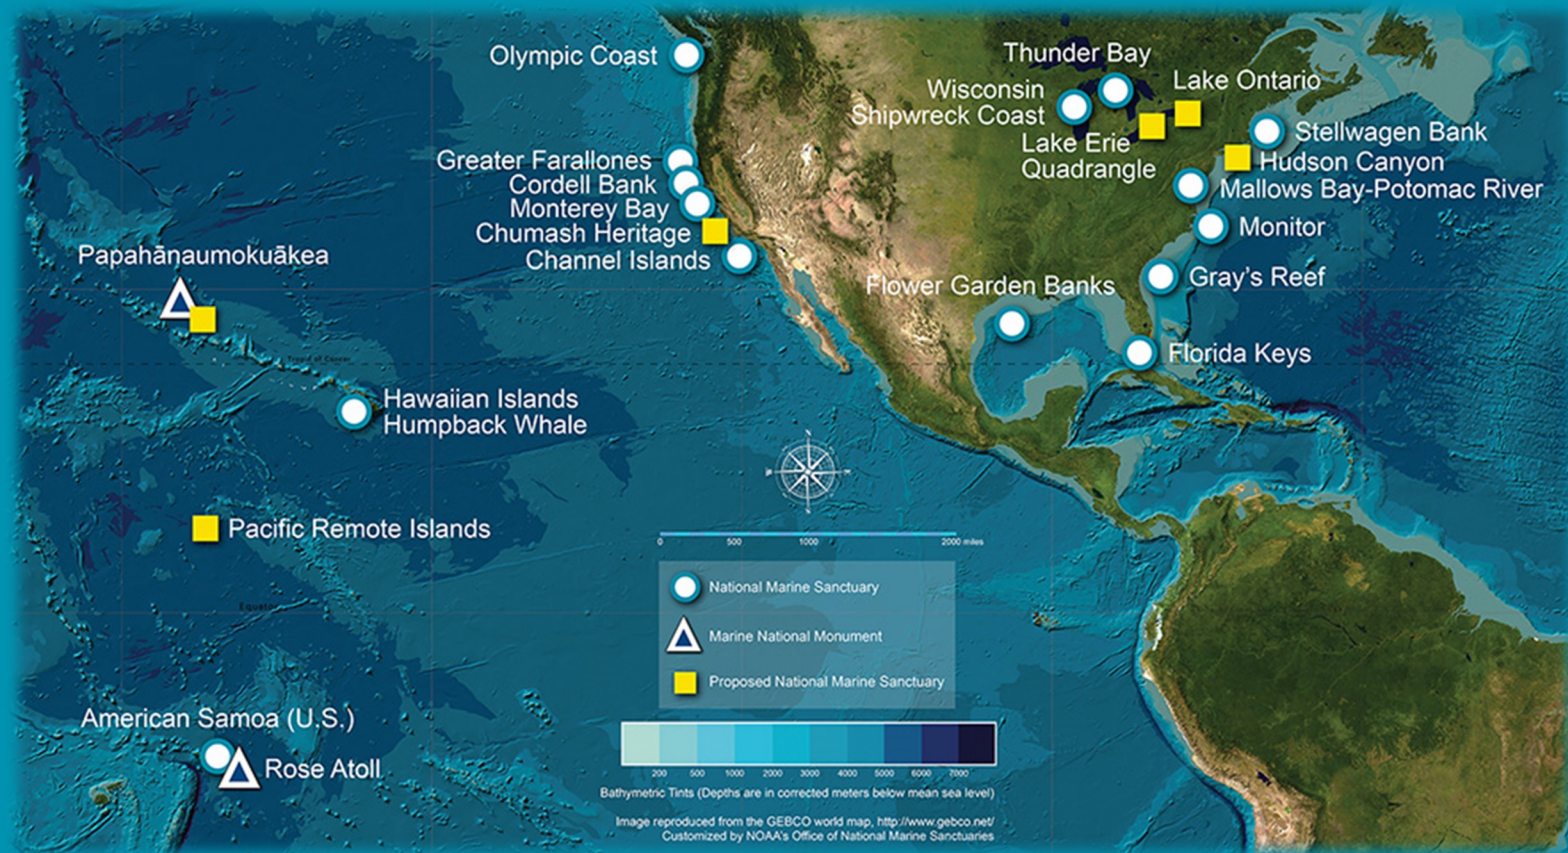 Olympic Coast
Thunder Bay
Wisconsin
Shipwreck Coast
Lake Ontario
Lake Erie
Quadrangle
Stellwagen Bank
Hudson Canyon
Mallows Bay-Potomac River
Monitor
Gray's Reef
Flower Garden Banks
Florida Keys
Greater Farallones
Cordell Bank
Monterey Bay
Chumash Heritage
Channel Islands
Papahānaumokuākea
Tropic of Cancer
Hawaiian Islands
Humpback Whale
Pacific Remote Islands
Equator
American Samoa (U.S.)
Rose Atoll
N
0 500 1000 2000 miles
National Marine Sanctuary
Marine National Monument
Proposed National Marine Sanctuary
200 500 1000 2000 3000 4000 5000 6000 7000
Bathymetric Tints (Depths are in corrected meters below mean sea level)
Image reproduced from the GEBCO world map, http://www.gebco.net/
Customized by NOAA's Office of National Marine Sanctuaries